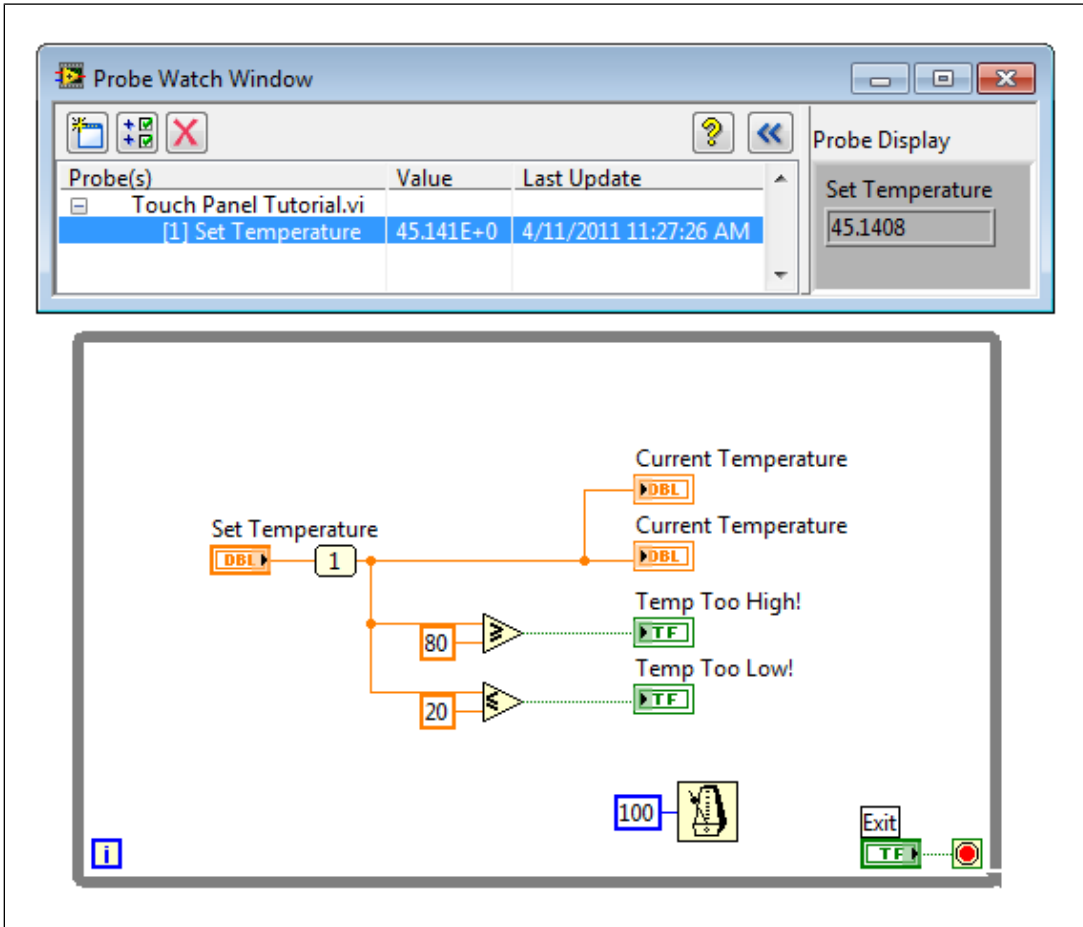 Probe Watch Window
Probe(s) Value Last Update
Touch Panel Tutorial.vi
[1] Set Temperature 45.141E+0 4/11/2011 11:27:26 AM
Probe Display
Set Temperature
45.1408
Current Temperature
DBL
Set Temperature
DBL
1
Current Temperature
DBL
Temp Too High!
80
TF
Temp Too Low!
20
TF
100
Exit
TF
i